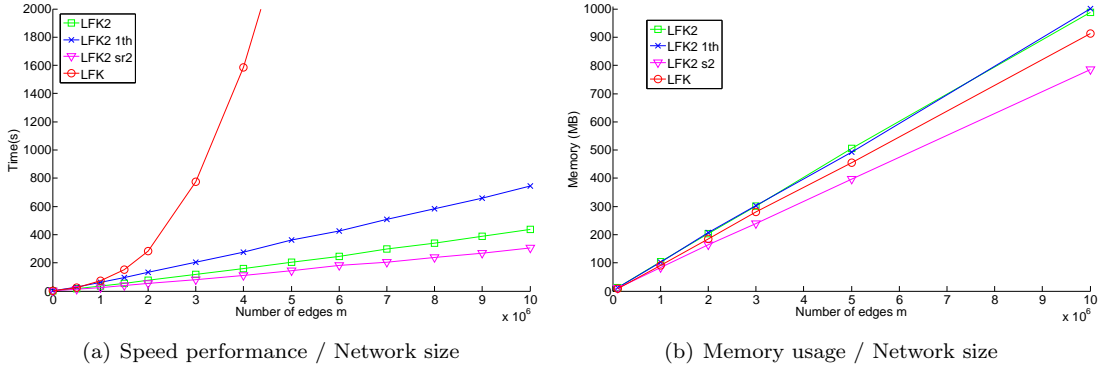 2000
1800
1600
1400
1200
1000
800
600
400
200
0
Time(s)
LFK2
LFK2 1th
LFK2 sr2
LFK
0 1 2 3 4 5 6 7 8 9 10
Number of edges m
x 10^6
(a) Speed performance / Network size
1000
900
800
700
600
500
400
300
200
100
0
Memory (MB)
LFK2
LFK2 1th
LFK2 s2
LFK
0 1 2 3 4 5 6 7 8 9 10
Number of edges m
x 10^6
(b) Memory usage / Network size